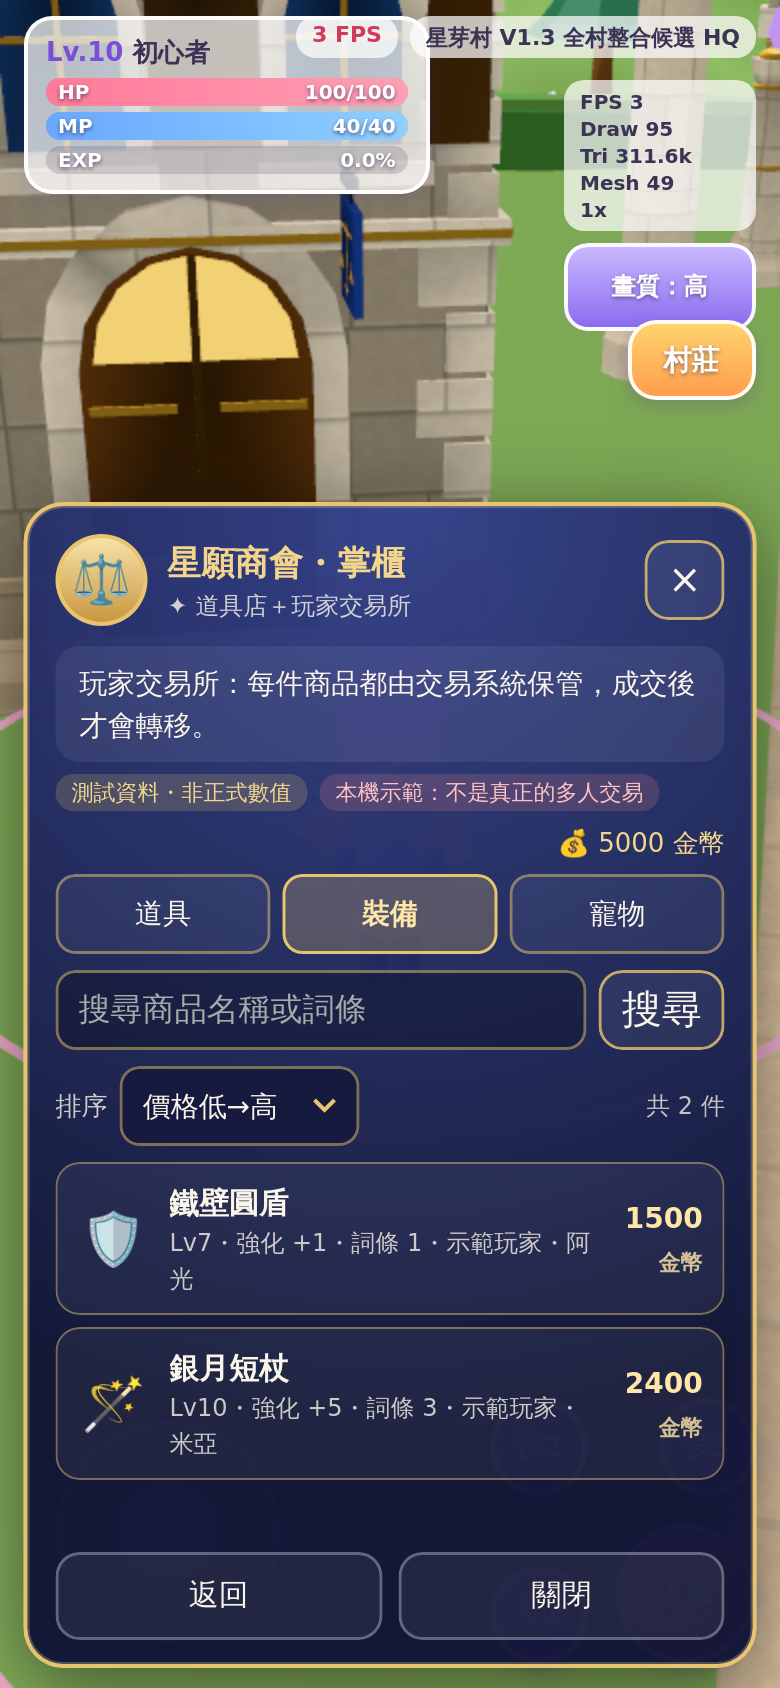 Lv.10 初心者
3 FPS
星芽村 V1.3 全村整合候選 HQ
HP 100/100
MP 40/40
EXP 0.0%
FPS 3
Draw 95
Tri 311.6k
Mesh 49
1x
畫質：高
村莊
星願商會・掌櫃
✦ 道具店＋玩家交易所
×
玩家交易所：每件商品都由交易系統保管，成交後
才會轉移。
測試資料・非正式數值
本機示範：不是真正的多人交易
5000 金幣
道具
裝備
寵物
搜尋商品名稱或詞條
搜尋
排序
價格低→高
共 2 件
鐵壁圓盾
Lv7・強化 +1・詞條 1・示範玩家・阿
光
1500
金幣
銀月短杖
Lv10・強化 +5・詞條 3・示範玩家・
米亞
2400
金幣
返回
關閉